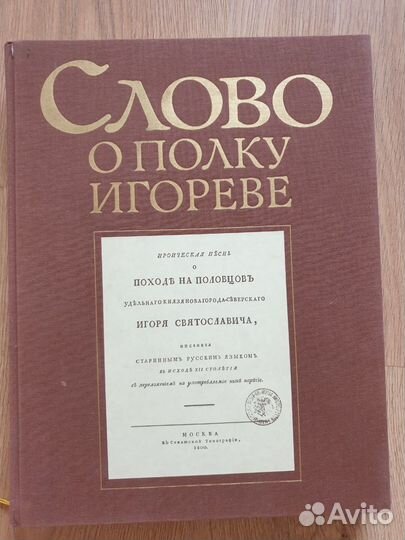 СЛОВО
О ПОЛКУ
ИГОРЕВЕ
ИРОИЧЕСКАЯ ПѢСНЬ
О
ПОХОДѢ НА ПОЛОВЦОВЪ
УДѢЛЬНАГО КНЯЗЯ НОВАГОРОДА-СѢВЕРСКАГО
ИГОРЯ СВЯТОСЛАВИЧА,
ПИСАННАЯ
СТАРИННЫМЪ РУССКИМЪ ЯЗЫКОМЪ
ВЪ ИСХОДѢ XII СТОЛѢТІЯ
съ переложеніемъ на употребляемое нынѣ нарѣчіе.
МОСКВА
Въ Сенатской Типографіи,
1800.
Avito